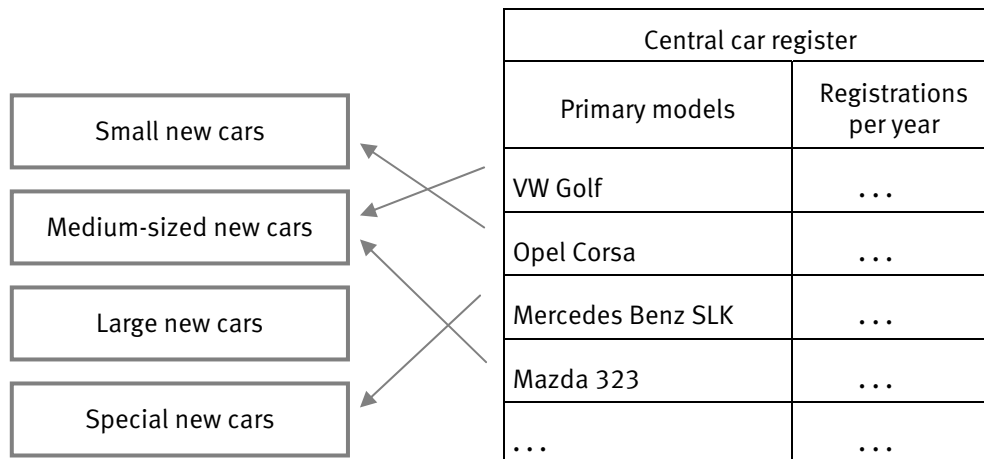 Small new cars
Medium-sized new cars
Large new cars
Special new cars
Central car register
Primary models
Registrations
per year
VW Golf
...
Opel Corsa
...
Mercedes Benz SLK
...
Mazda 323
...
...
...